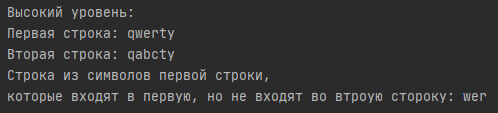 Высокий уровень:
Первая строка: qwerty
Вторая строка: qabcty
Строка из символов первой строки,
которые входят в первую, но не входят во втроую стороку: wer